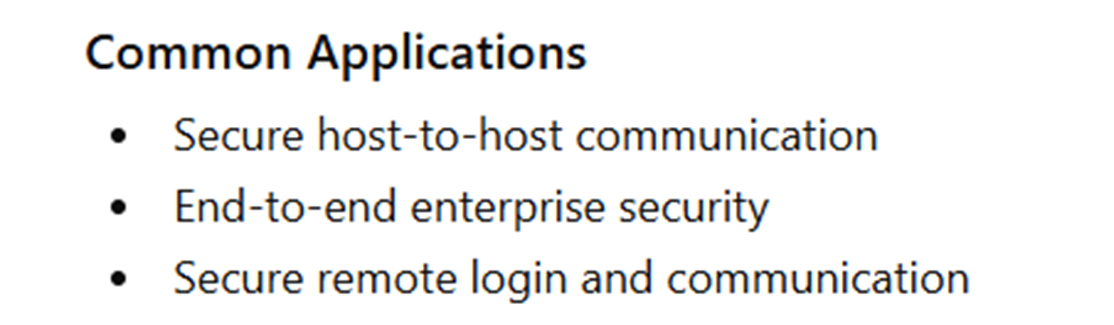 Common Applications
• Secure host-to-host communication
• End-to-end enterprise security
• Secure remote login and communication